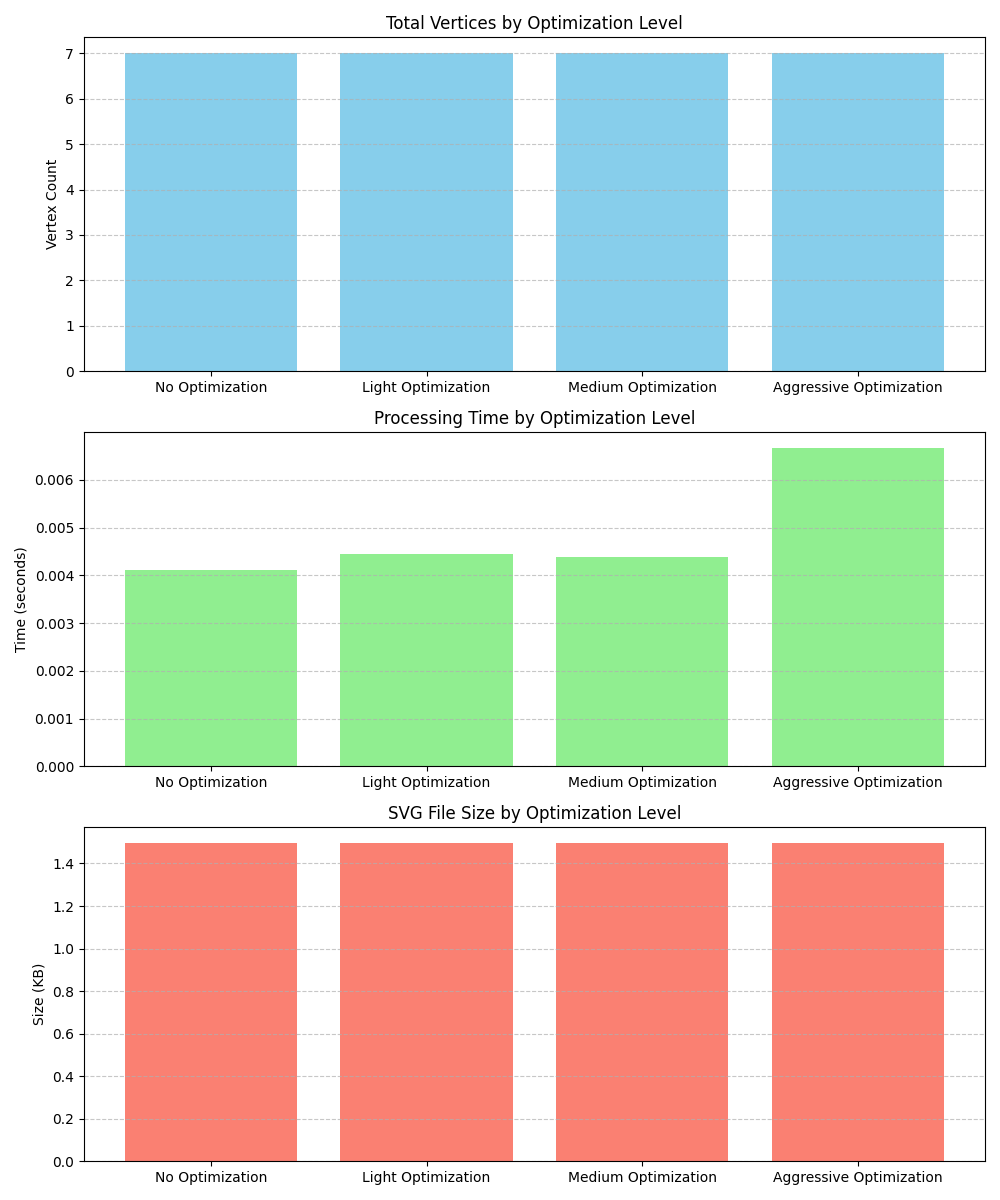 Total Vertices by Optimization Level
Vertex Count
7
6
5
4
3
2
1
0
No Optimization Light Optimization Medium Optimization Aggressive Optimization
Processing Time by Optimization Level
Time (seconds)
0.006
0.005
0.004
0.003
0.002
0.001
0.000
No Optimization Light Optimization Medium Optimization Aggressive Optimization
SVG File Size by Optimization Level
Size (KB)
1.4
1.2
1.0
0.8
0.6
0.4
0.2
0.0
No Optimization Light Optimization Medium Optimization Aggressive Optimization